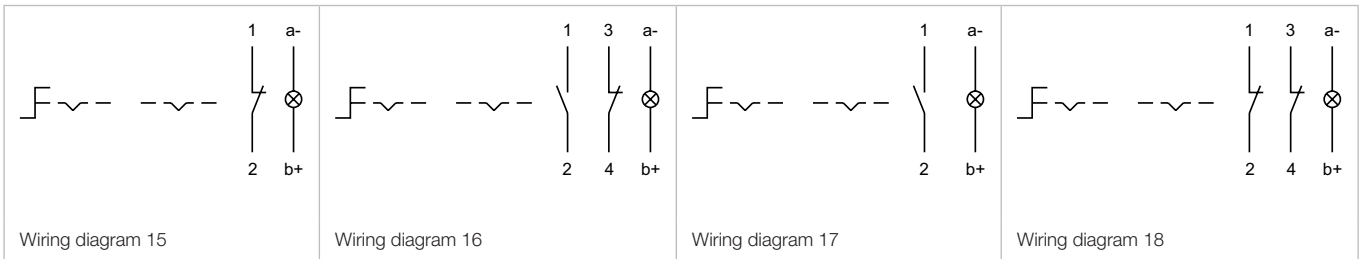 1 a-
2 b+
Wiring diagram 15
1 3 a-
2 4 b+
Wiring diagram 16
1 a-
2 b+
Wiring diagram 17
1 3 a-
2 4 b+
Wiring diagram 18